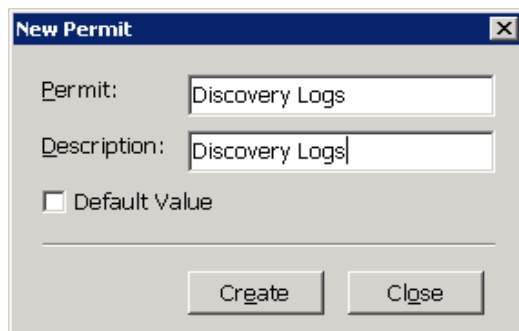 New Permit
Permit: Discovery Logs
Description: Discovery Logs
Default Value
Create Close